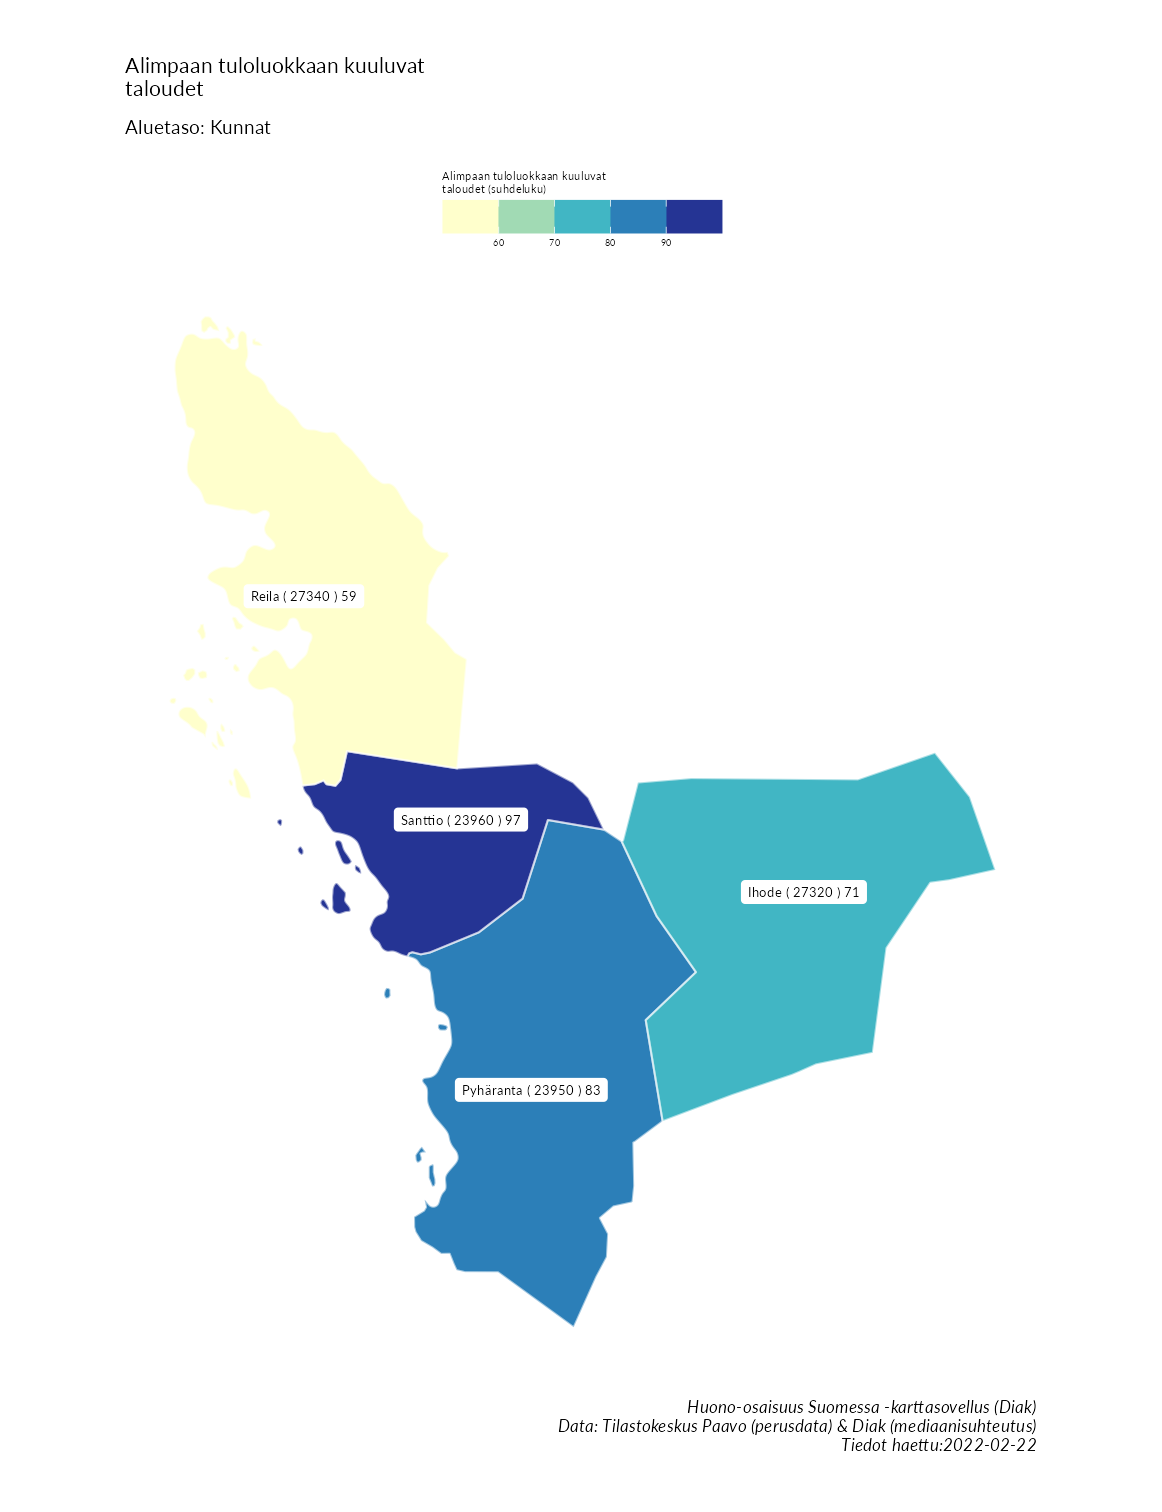 Alimpaan tuloluokkaan kuuluvat
taloudet
Aluetaso: Kunnat
Alimpaan tuloluokkaan kuuluvat
taloudet (suhdeluku)
60 70 80 90
Reila ( 27340 ) 59
Santtio ( 23960 ) 97
Ihode ( 27320 ) 71
Pyhäranta ( 23950 ) 83
Huono-osaisuus Suomessa -karttasovellus (Diak)
Data: Tilastokeskus Paavo (perusdata) & Diak (mediaanisuhteutus)
Tiedot haettu:2022-02-22